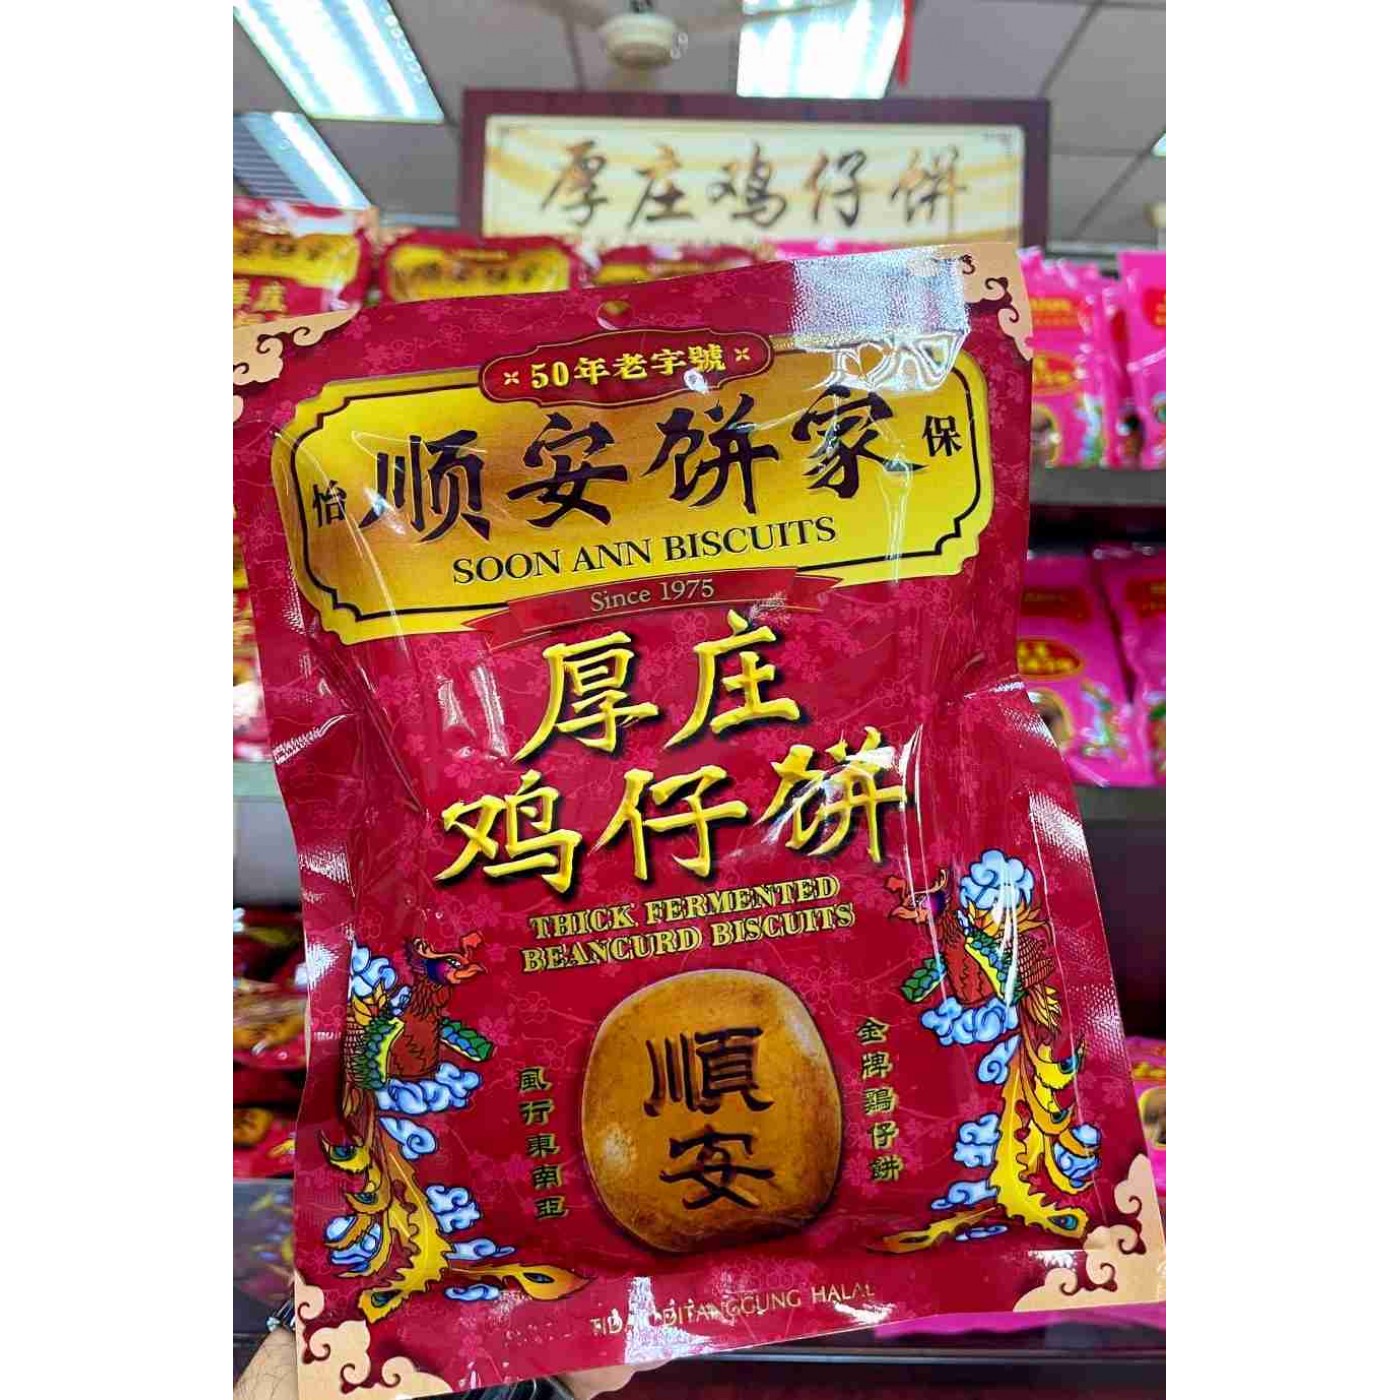 厚庄鸡仔饼
50年老字號
怡 顺安饼家 保
SOON ANN BISCUITS
Since 1975
厚庄
鸡仔饼
THICK FERMENTED
BEANCURD BISCUITS
順安
風行東南亞
金牌鷄仔餅
TIDAK DITANGGUNG HALAL